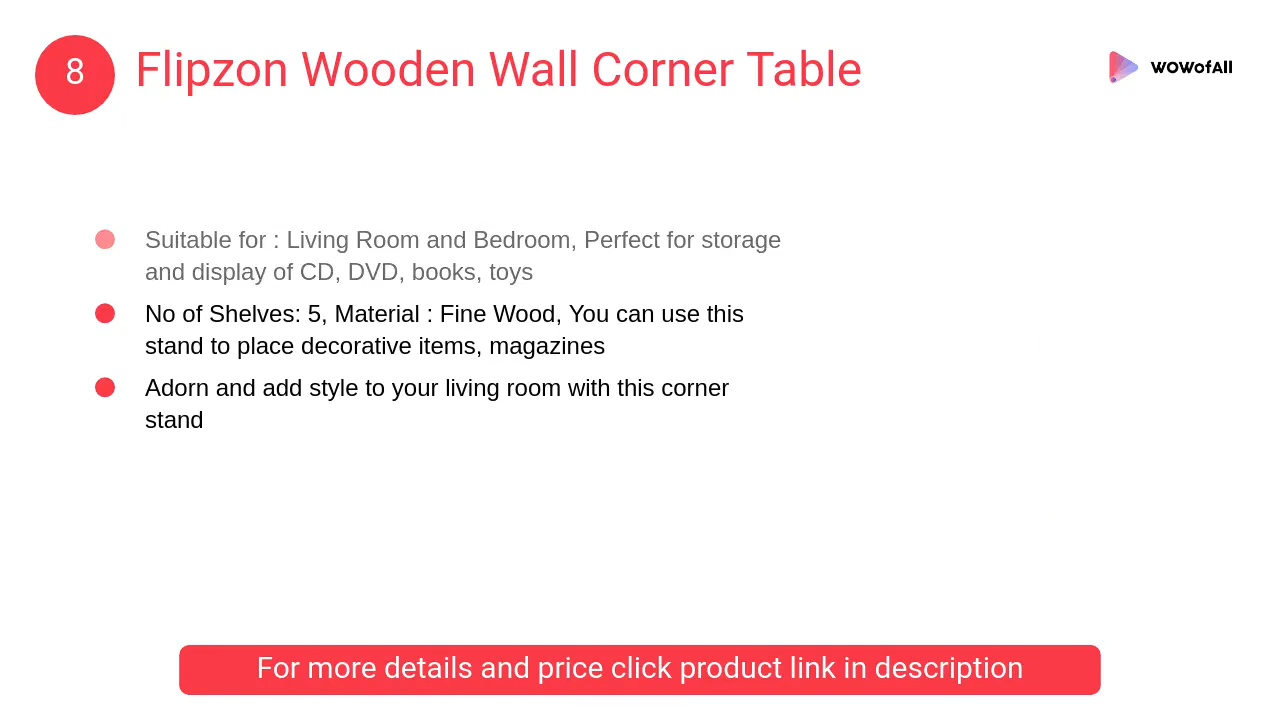 8
Flipzon Wooden Wall Corner Table
WOWofAll
Suitable for : Living Room and Bedroom, Perfect for storage
and display of CD, DVD, books, toys
No of Shelves: 5, Material : Fine Wood, You can use this
stand to place decorative items, magazines
Adorn and add style to your living room with this corner
stand
For more details and price click product link in description